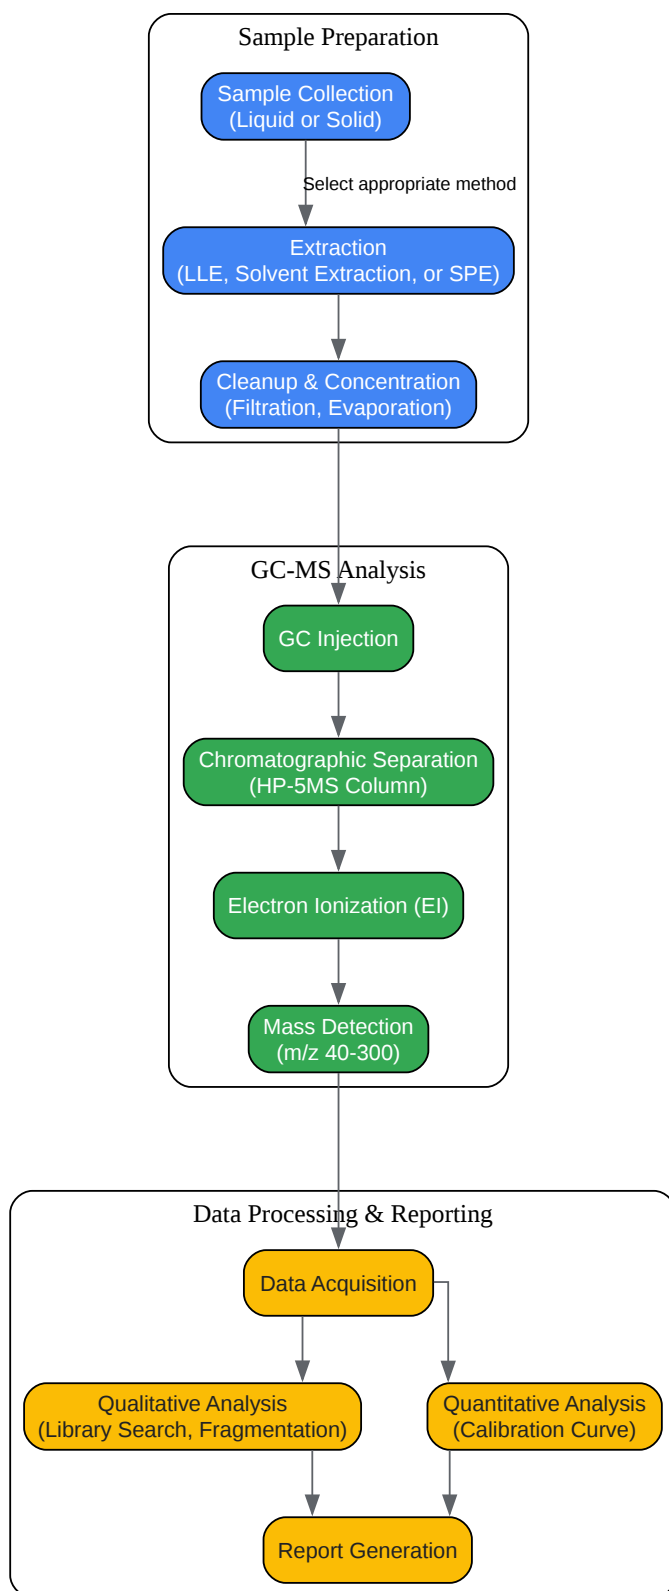 Sample Preparation
Sample Collection
(Liquid or Solid)
Select appropriate method
Extraction
(LLE, Solvent Extraction, or SPE)
Cleanup & Concentration
(Filtration, Evaporation)
GC-MS Analysis
GC Injection
Chromatographic Separation
(HP-5MS Column)
Electron Ionization (EI)
Mass Detection
(m/z 40-300)
Data Processing & Reporting
Data Acquisition
Qualitative Analysis
(Library Search, Fragmentation)
Quantitative Analysis
(Calibration Curve)
Report Generation